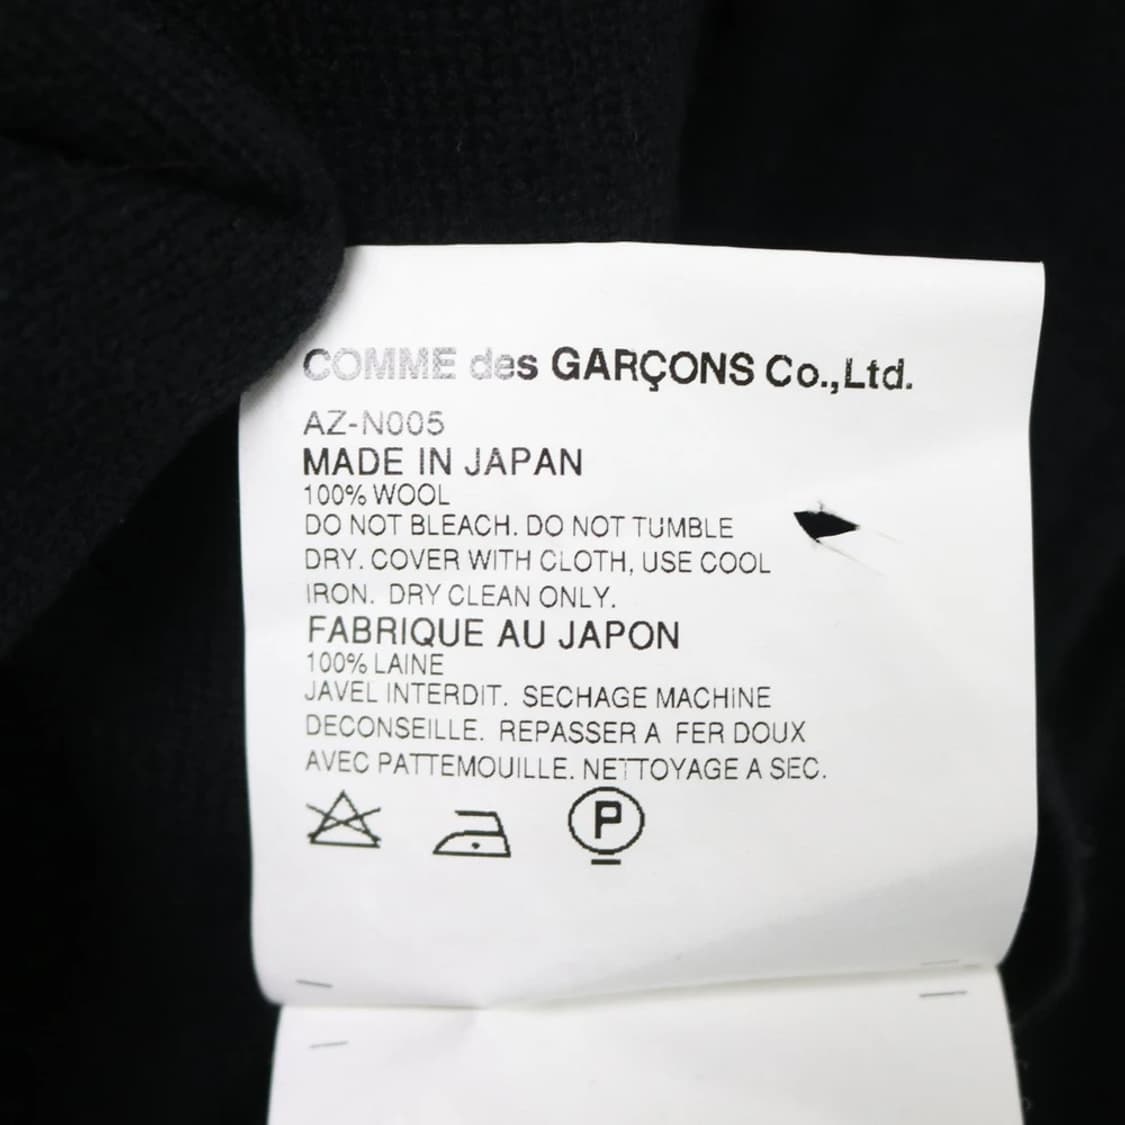 COMME des GARÇONS Co.,Ltd.
AZ-N005
MADE IN JAPAN
100% WOOL
DO NOT BLEACH. DO NOT TUMBLE
DRY. COVER WITH CLOTH, USE COOL
IRON. DRY CLEAN ONLY.
FABRIQUE AU JAPON
100% LAINE
JAVEL INTERDIT. SECHAGE MACHINE
DECONSEILLE. REPASSER A FER DOUX
AVEC PATTEMOUILLE. NETTOYAGE A SEC.
P